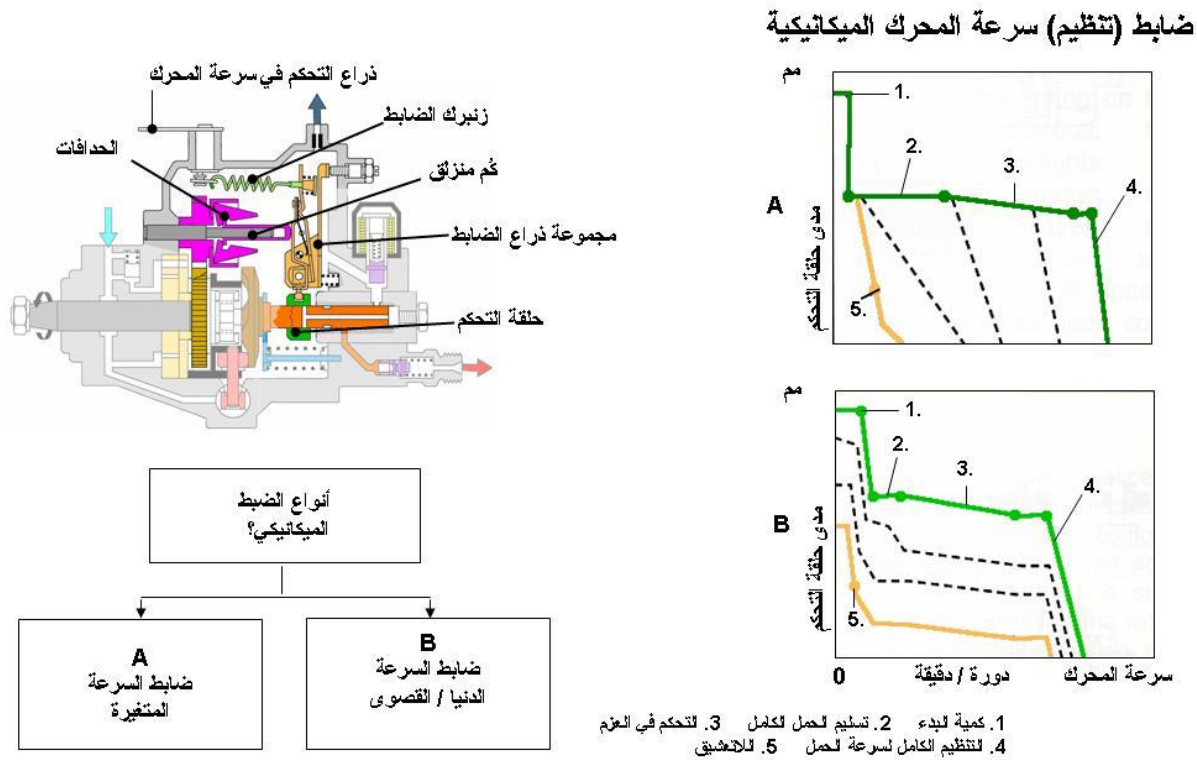 ضابط (تنظيم) سرعة المحرك الميكانيكية
ذراع التحكم في سرعة المحرك
زنبرك الضابط
الحدافات
كُم منزلق
مجموعة ذراع الضابط
حلقة التحكم
مم
1.
2.
3.
4.
5.
A
مدى حلقة التحكم
مم
1.
2.
3.
4.
5.
B
مدى حلقة التحكم
0
دورة / دقيقة
سرعة المحرك
أنواع الضبط
الميكانيكي؟
A
ضابط السرعة
المتغيرة
B
ضابط السرعة
الدنيا / القصوى
1. كمية البدء 2. تسليم الحمل الكامل 3. التحكم في العزم
4. التنظيم الكامل لسرعة الحمل 5. اللاتعشيق